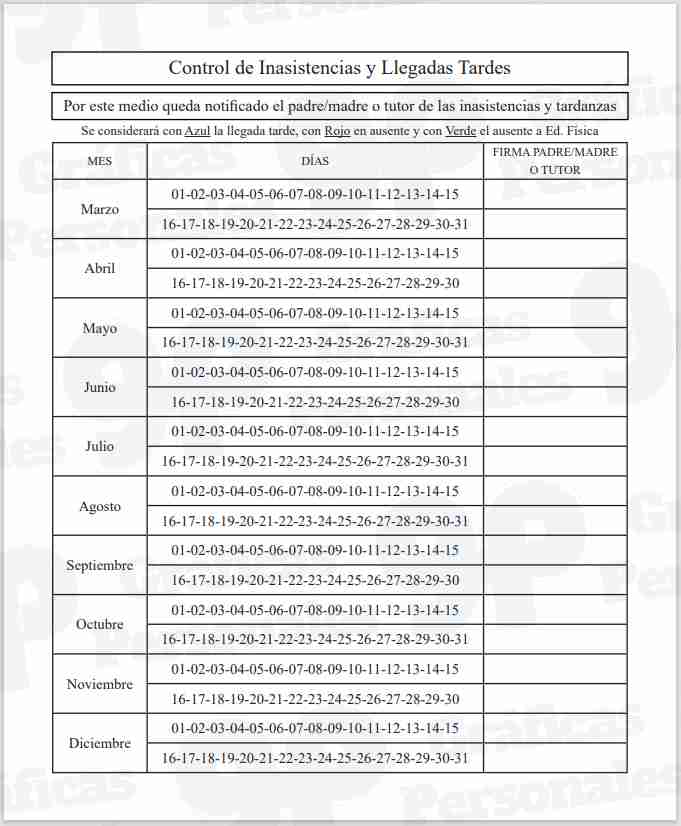 Control de Inasistencias y Llegadas Tardes
Por este medio queda notificado el padre/madre o tutor de las inasistencias y tardanzas
Se considerará con Azul la llegada tarde, con Rojo en ausente y con Verde el ausente a Ed. Física
MES DÍAS FIRMA PADRE/MADRE
O TUTOR
Marzo
01-02-03-04-05-06-07-08-09-10-11-12-13-14-15
16-17-18-19-20-21-22-23-24-25-26-27-28-29-30-31
Abril
01-02-03-04-05-06-07-08-09-10-11-12-13-14-15
16-17-18-19-20-21-22-23-24-25-26-27-28-29-30
Mayo
01-02-03-04-05-06-07-08-09-10-11-12-13-14-15
16-17-18-19-20-21-22-23-24-25-26-27-28-29-30-31
Junio
01-02-03-04-05-06-07-08-09-10-11-12-13-14-15
16-17-18-19-20-21-22-23-24-25-26-27-28-29-30
Julio
01-02-03-04-05-06-07-08-09-10-11-12-13-14-15
16-17-18-19-20-21-22-23-24-25-26-27-28-29-30-31
Agosto
01-02-03-04-05-06-07-08-09-10-11-12-13-14-15
16-17-18-19-20-21-22-23-24-25-26-27-28-29-30-31
Septiembre
01-02-03-04-05-06-07-08-09-10-11-12-13-14-15
16-17-18-19-20-21-22-23-24-25-26-27-28-29-30
Octubre
01-02-03-04-05-06-07-08-09-10-11-12-13-14-15
16-17-18-19-20-21-22-23-24-25-26-27-28-29-30-31
Noviembre
01-02-03-04-05-06-07-08-09-10-11-12-13-14-15
16-17-18-19-20-21-22-23-24-25-26-27-28-29-30
Diciembre
01-02-03-04-05-06-07-08-09-10-11-12-13-14-15
16-17-18-19-20-21-22-23-24-25-26-27-28-29-30-31
Gráficas
Personales